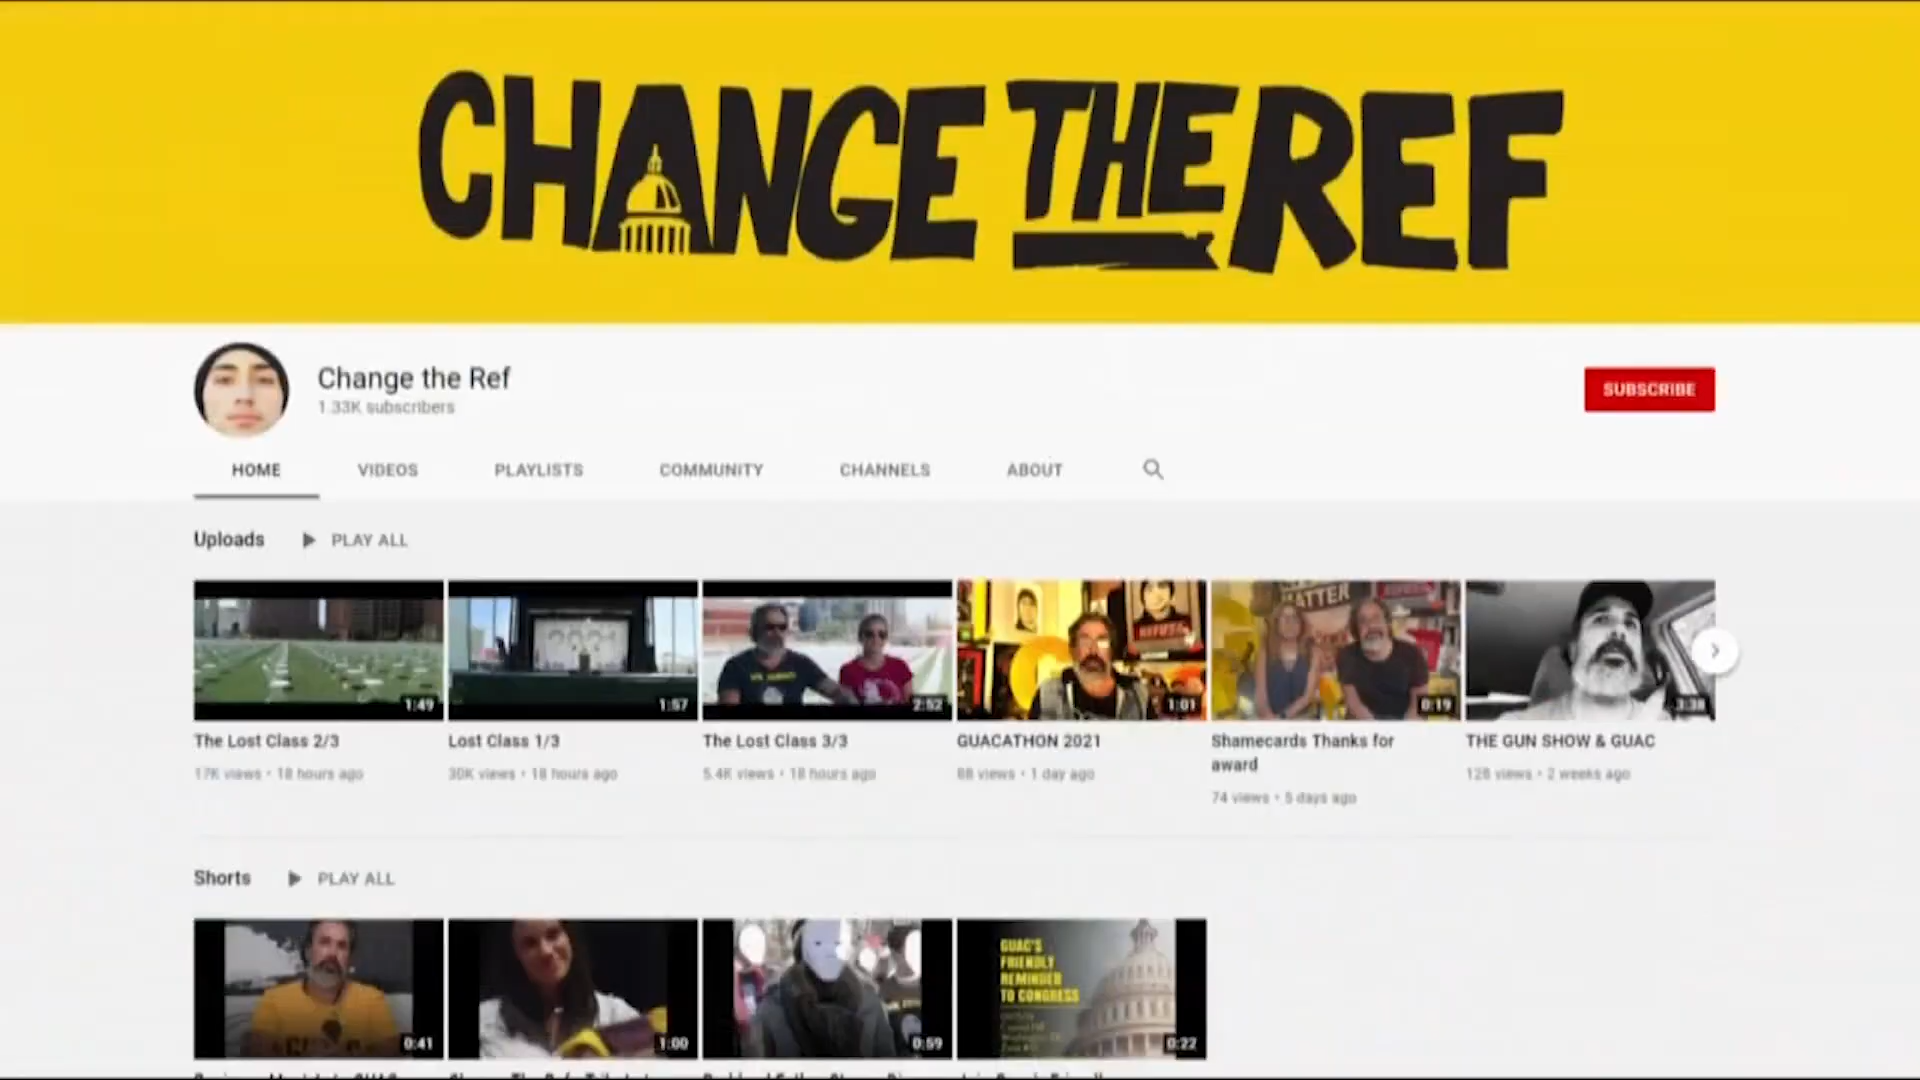 CHANGE THE REF
Change the Ref
1.33K subscribers
SUBSCRIBE
HOME
VIDEOS
PLAYLISTS
COMMUNITY
CHANNELS
ABOUT
Uploads
PLAY ALL
1:49
1:57
2:52
MATTER
1:01
0:19
3:38
The Lost Class 2/3
17K views • 18 hours ago
Lost Class 1/3
30K views • 18 hours ago
The Lost Class 3/3
5.4K views • 18 hours ago
GUACATHON 2021
88 views • 1 day ago
Shamecards Thanks for
award
74 views • 5 days ago
THE GUN SHOW & GUAC
128 views • 2 weeks ago
Shorts
PLAY ALL
0:41
1:00
0:59
GUAC'S
FRIENDLY
REMINDER
TO CONGRESS
0:22